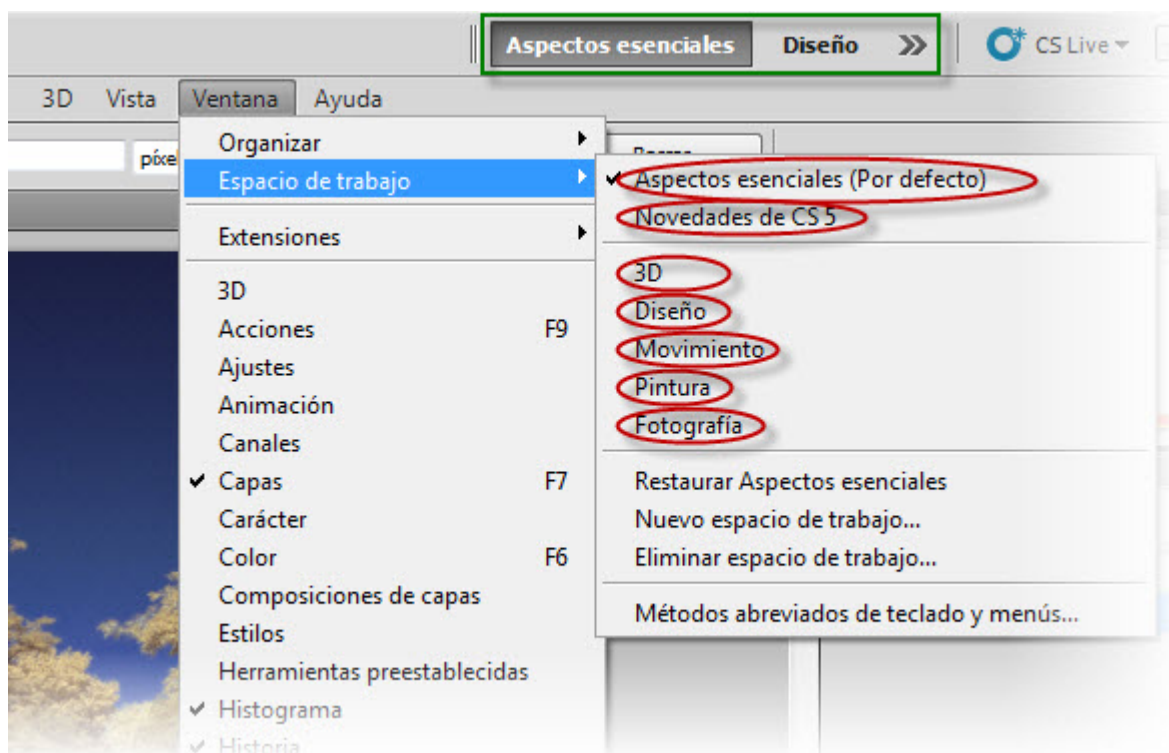 Aspectos esenciales Diseño CS Live
3D Vista Ventana Ayuda
Organizar
Espacio de trabajo
Extensiones
3D
Acciones F9
Ajustes
Animación
Canales
Capas F7
Carácter
Color F6
Composiciones de capas
Estilos
Herramientas preestablecidas
Histograma
Historia
Aspectos esenciales (Por defecto)
Novedades de CS 5
3D
Diseño
Movimiento
Pintura
Fotografía
Restaurar Aspectos esenciales
Nuevo espacio de trabajo...
Eliminar espacio de trabajo...
Métodos abreviados de teclado y menús...